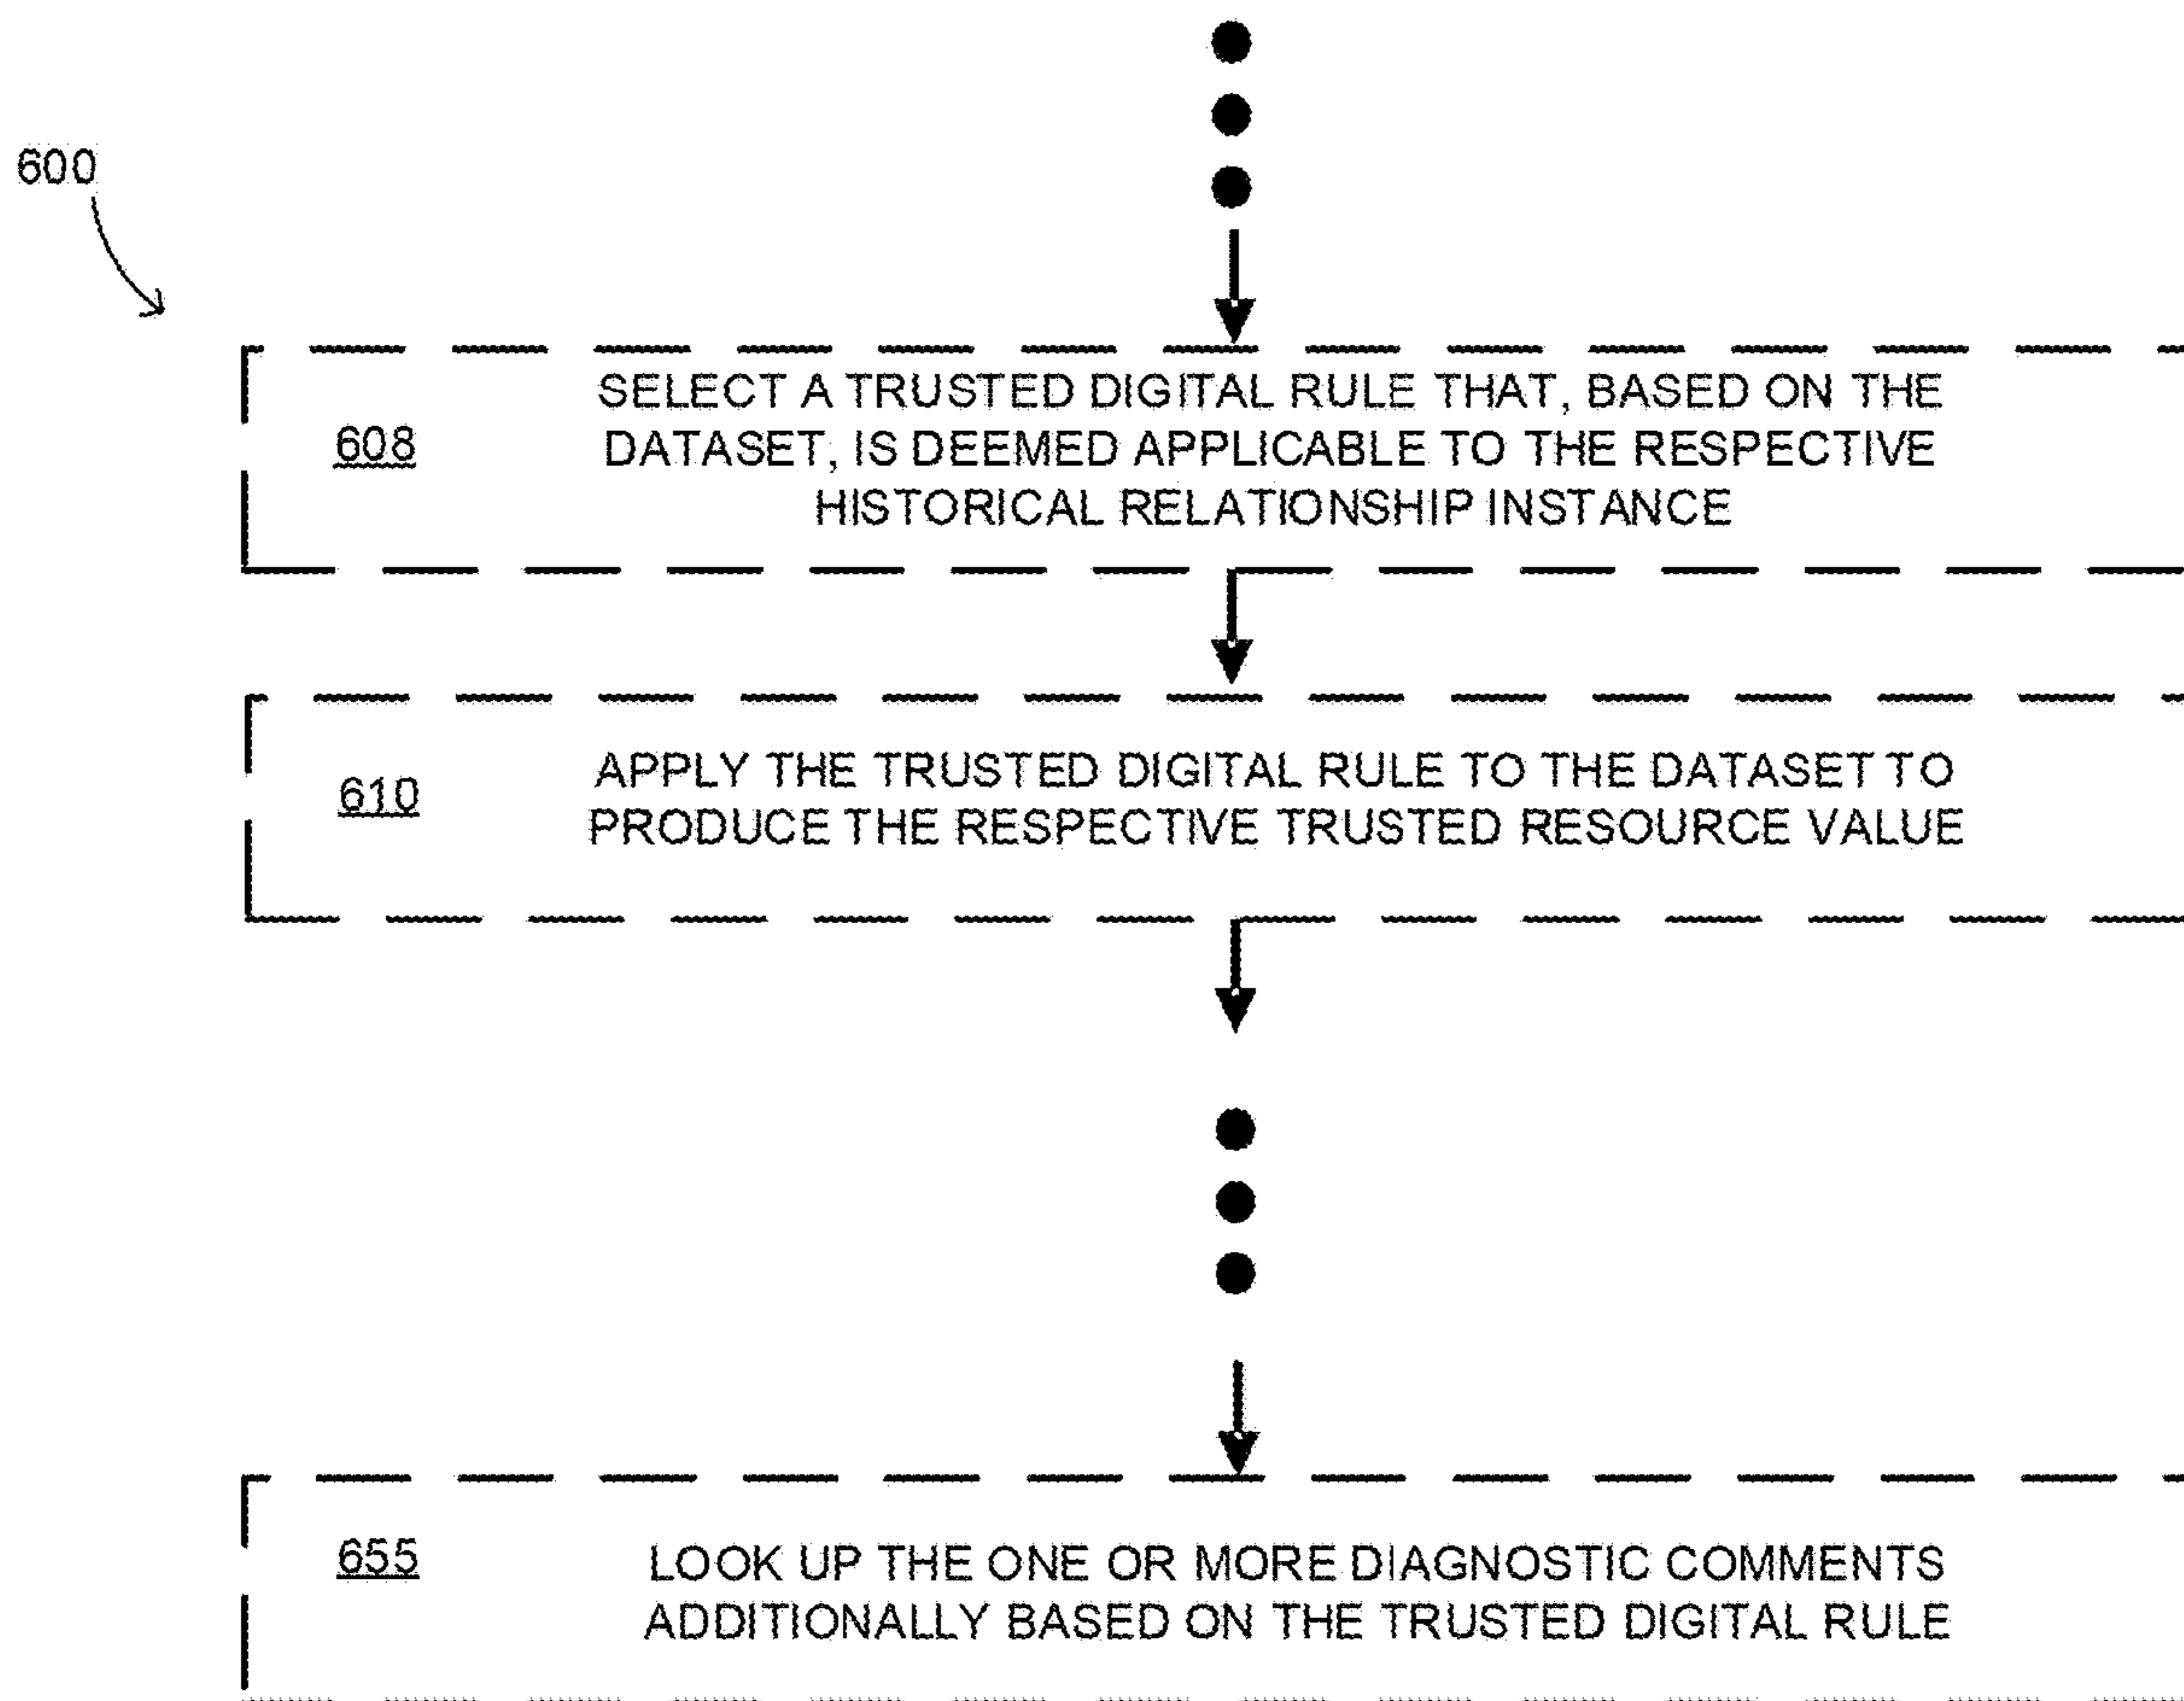 600
608
SELECT A TRUSTED DIGITAL RULE THAT, BASED ON THE
DATASET, IS DEEMED APPLICABLE TO THE RESPECTIVE
HISTORICAL RELATIONSHIP INSTANCE
610
APPLY THE TRUSTED DIGITAL RULE TO THE DATASET TO
PRODUCE THE RESPECTIVE TRUSTED RESOURCE VALUE
655
LOOK UP THE ONE OR MORE DIAGNOSTIC COMMENTS
ADDITIONALLY BASED ON THE TRUSTED DIGITAL RULE